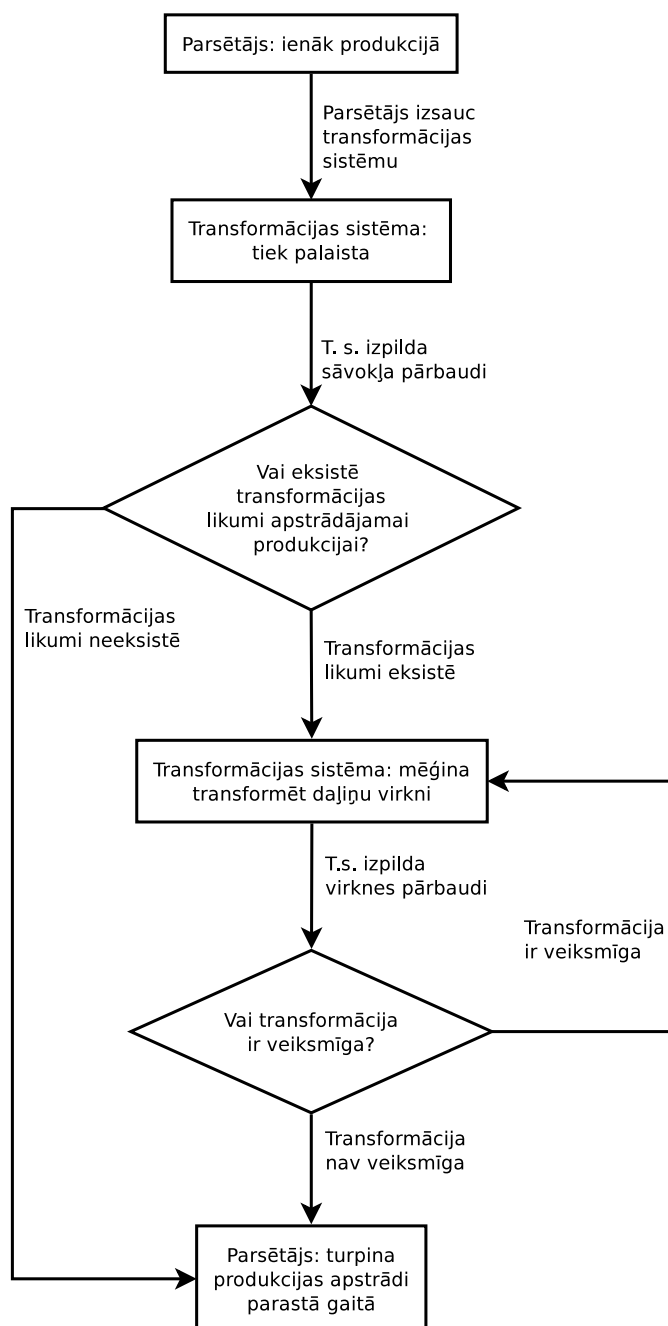 Parsētājs: ienāk produkcijā
Parsētājs izsauc
transformācijas
sistēmu
Transformācijas sistēma:
tiek palaista
T. s. izpilda
sāvokļa pārbaudi
Vai eksistē
transformācijas
likumi apstrādājamai
produkcijai?
Transformācijas
likumi neeksistē
Transformācijas
likumi eksistē
Transformācijas sistēma: mēģina
transformēt daļiņu virkni
T.s. izpilda
virknes pārbaudi
Transformācija
ir veiksmīga
Vai transformācija
ir veiksmīga?
Transformācija
nav veiksmīga
Parsētājs: turpina
produkcijas apstrādi
parastā gaitā